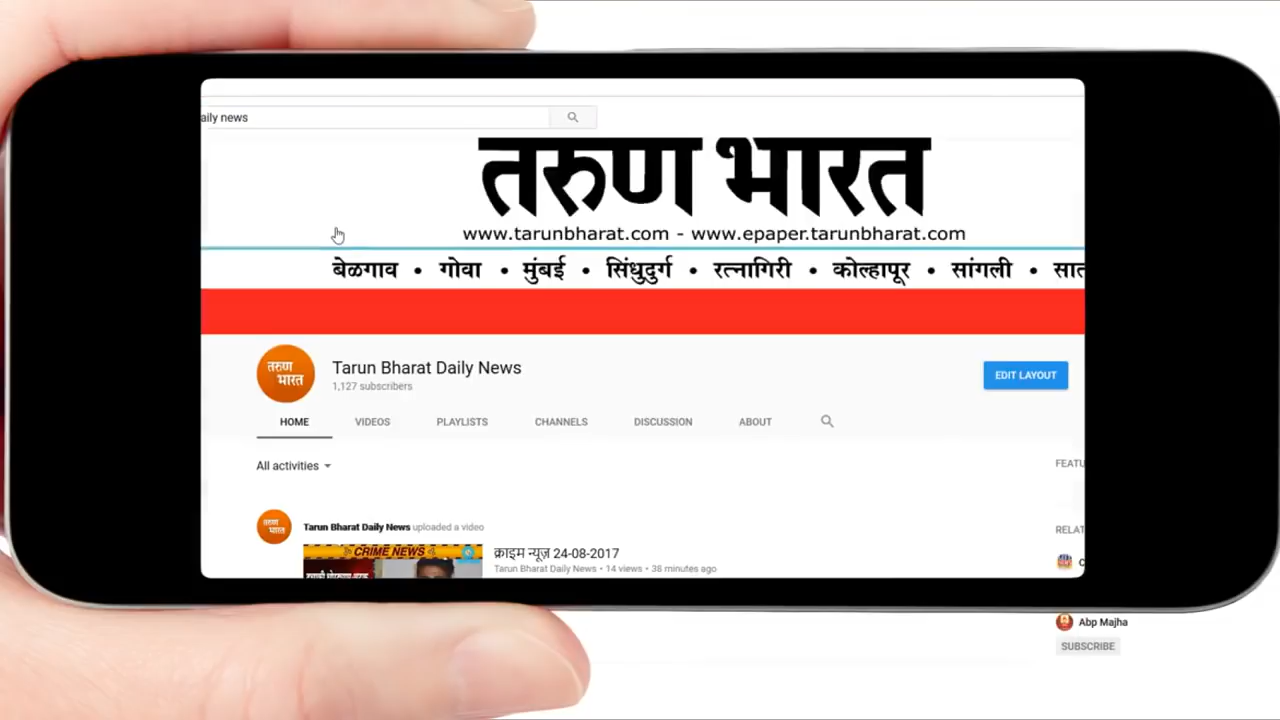 aily news
तरुण भारत
www.tarunbharat.com - www.epaper.tarunbharat.com
बेळगाव • गोवा • मुंबई • सिंधुदुर्ग • रत्नागिरी • कोल्हापूर • सांगली • सात
तरुण
भारत
Tarun Bharat Daily News
1,127 subscribers
EDIT LAYOUT
HOME VIDEOS PLAYLISTS CHANNELS DISCUSSION ABOUT
All activities
FEATU
तरुण
भारत
Tarun Bharat Daily News uploaded a video
RELAT
CRIME NEWS
क्राइम न्यूज़ 24-08-2017
Tarun Bharat Daily News • 14 views • 36 minutes ago
Abp Majha
SUBSCRIBE